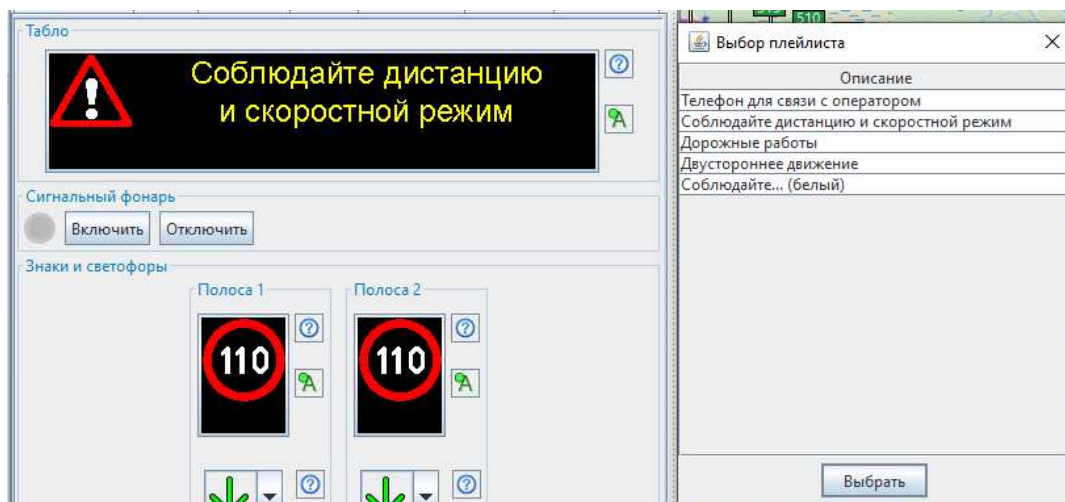 Табло
Соблюдайте дистанцию
и скоростной режим
Сигнальный фонарь
Включить Отключить
Знаки и светофоры
Полоса 1 Полоса 2
110 110
510
Выбор плейлиста
Описание
Телефон для связи с оператором
Соблюдайте дистанцию и скоростной режим
Дорожные работы
Двустороннее движение
Соблюдайте... (белый)
Выбрать